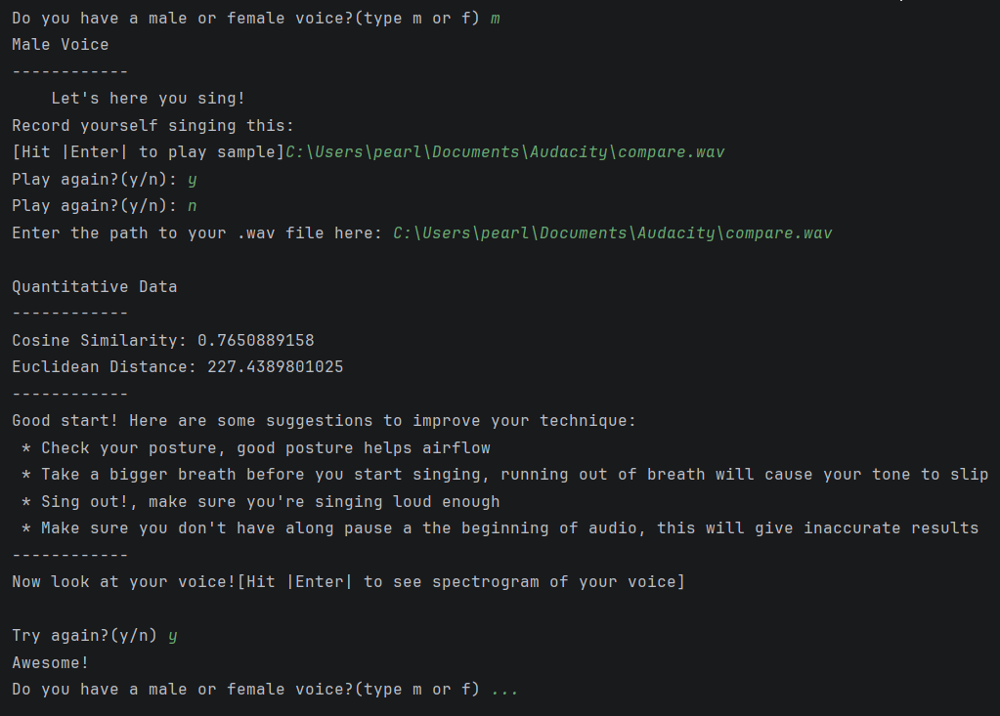 Do you have a male or female voice?(type m or f) m
Male Voice
------------
    Let's here you sing!
Record yourself singing this:
[Hit |Enter| to play sample]C:\Users\pearl\Documents\Audacity\compare.wav
Play again?(y/n): y
Play again?(y/n): n
Enter the path to your .wav file here: C:\Users\pearl\Documents\Audacity\compare.wav

Quantitative Data
------------
Cosine Similarity: 0.7650889158
Euclidean Distance: 227.4389801025
------------
Good start! Here are some suggestions to improve your technique:
 * Check your posture, good posture helps airflow
 * Take a bigger breath before you start singing, running out of breath will cause your tone to slip
 * Sing out!, make sure you're singing loud enough
 * Make sure you don't have along pause a the beginning of audio, this will give inaccurate results
------------
Now look at your voice![Hit |Enter| to see spectrogram of your voice]

Try again?(y/n) y
Awesome!
Do you have a male or female voice?(type m or f) ...